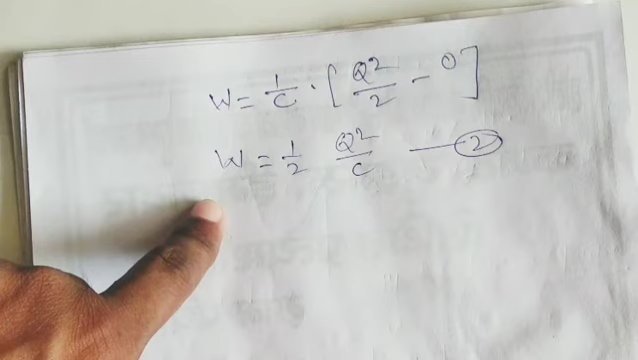 W = 1/C · [Q²/2 - 0]
W = 1/2 Q²/C — 2